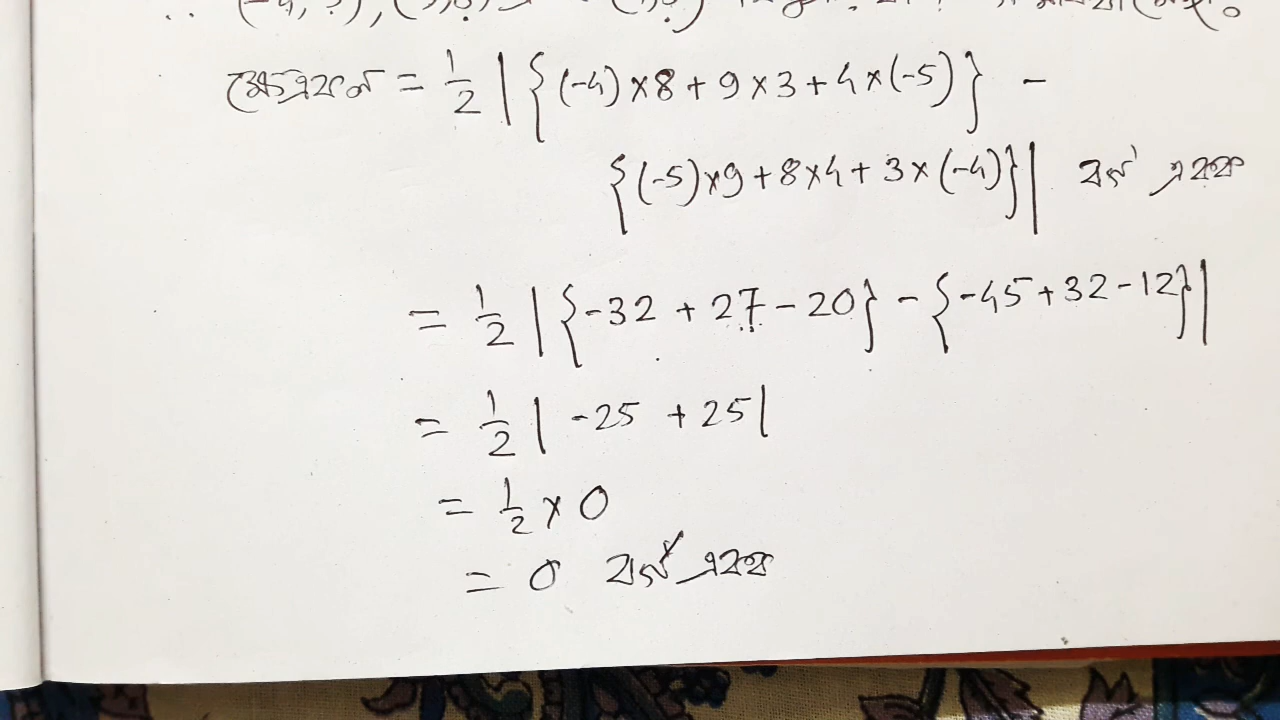 ক্ষেত্রফল = 1/2 | { (-4) × 8 + 9 × 3 + 4 × (-5) } -
{ (-5) × 9 + 8 × 4 + 3 × (-4) } | বর্গ একক
= 1/2 | { -32 + 27 - 20 } - { -45 + 32 - 12 } |
= 1/2 | -25 + 25 |
= 1/2 × 0
= 0 বর্গ একক